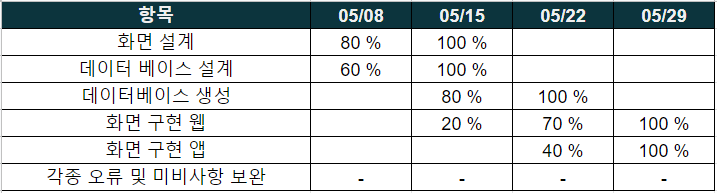 항목 05/08 05/15 05/22 05/29
화면 설계 80 % 100 %
데이터 베이스 설계 60 % 100 %
데이터베이스 생성 80 % 100 %
화면 구현 웹 20 % 70 % 100 %
화면 구현 앱 40 % 100 %
각종 오류 및 미비사항 보완 - - - -